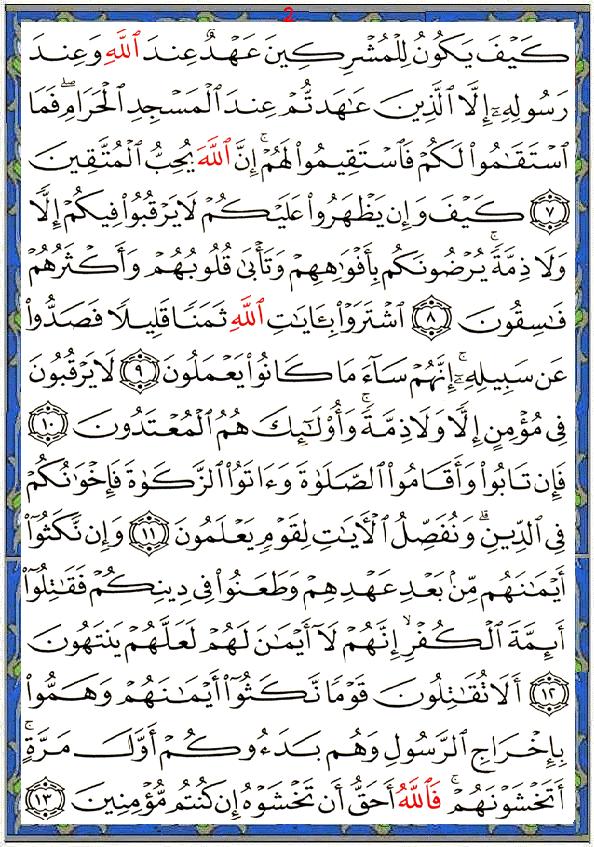 2
كَيْفَ يَكُونُ لِلْمُشْرِكِينَ عَهْدٌ عِندَ ٱللَّهِ وَعِندَ
رَسُولِهِۦٓ إِلَّا ٱلَّذِينَ عَٰهَدتُّمْ عِندَ ٱلْمَسْجِدِ ٱلْحَرَامِ ۖ فَمَا
ٱسْتَقَٰمُوا۟ لَكُمْ فَٱسْتَقِيمُوا۟ لَهُمْ ۚ إِنَّ ٱللَّهَ يُحِبُّ ٱلْمُتَّقِينَ
٧ كَيْفَ وَإِن يَظْهَرُوا۟ عَلَيْكُمْ لَا يَرْقُبُوا۟ فِيكُمْ إِلًّا
وَلَا ذِمَّةً ۚ يُرْضُونَكُم بِأَفْوَٰهِهِمْ وَتَأْبَىٰ قُلُوبُهُمْ وَأَكْثَرُهُمْ
فَٰسِقُونَ ٨ ٱشْتَرَوْا۟ بِـَٔايَٰتِ ٱللَّهِ ثَمَنًا قَلِيلًا فَصَدُّوا۟
عَن سَبِيلِهِۦٓ ۚ إِنَّهُمْ سَآءَ مَا كَانُوا۟ يَعْمَلُونَ ٩ لَا يَرْقُبُونَ
فِى مُؤْمِنٍ إِلًّا وَلَا ذِمَّةً ۚ وَأُو۟لَٰٓئِكَ هُمُ ٱلْمُعْتَدُونَ ١٠
فَإِن تَابُوا۟ وَأَقَامُوا۟ ٱلصَّلَوٰةَ وَءَاتَوُا۟ ٱلزَّكَوٰةَ فَإِخْوَٰنُكُمْ
فِى ٱلدِّينِ ۗ وَنُفَصِّلُ ٱلْـَٔايَٰتِ لِقَوْمٍ يَعْلَمُونَ ١١ وَإِن نَّكَثُوٓا۟
أَيْمَٰنَهُم مِّنۢ بَعْدِ عَهْدِهِمْ وَطَعَنُوا۟ فِى دِينِكُمْ فَقَٰتِلُوٓا۟
أَئِمَّةَ ٱلْكُفْرِ ۙ إِنَّهُمْ لَآ أَيْمَٰنَ لَهُمْ لَعَلَّهُمْ يَنتَهُونَ
١٢ أَلَا تُقَٰتِلُونَ قَوْمًا نَّكَثُوٓا۟ أَيْمَٰنَهُمْ وَهَمُّوا۟
بِإِخْرَاجِ ٱلرَّسُولِ وَهُم بَدَءُوكُمْ أَوَّلَ مَرَّةٍ ۚ
أَتَخْشَوْنَهُمْ ۚ فَٱللَّهُ أَحَقُّ أَن تَخْشَوْهُ إِن كُنتُم مُّؤْمِنِينَ ١٣